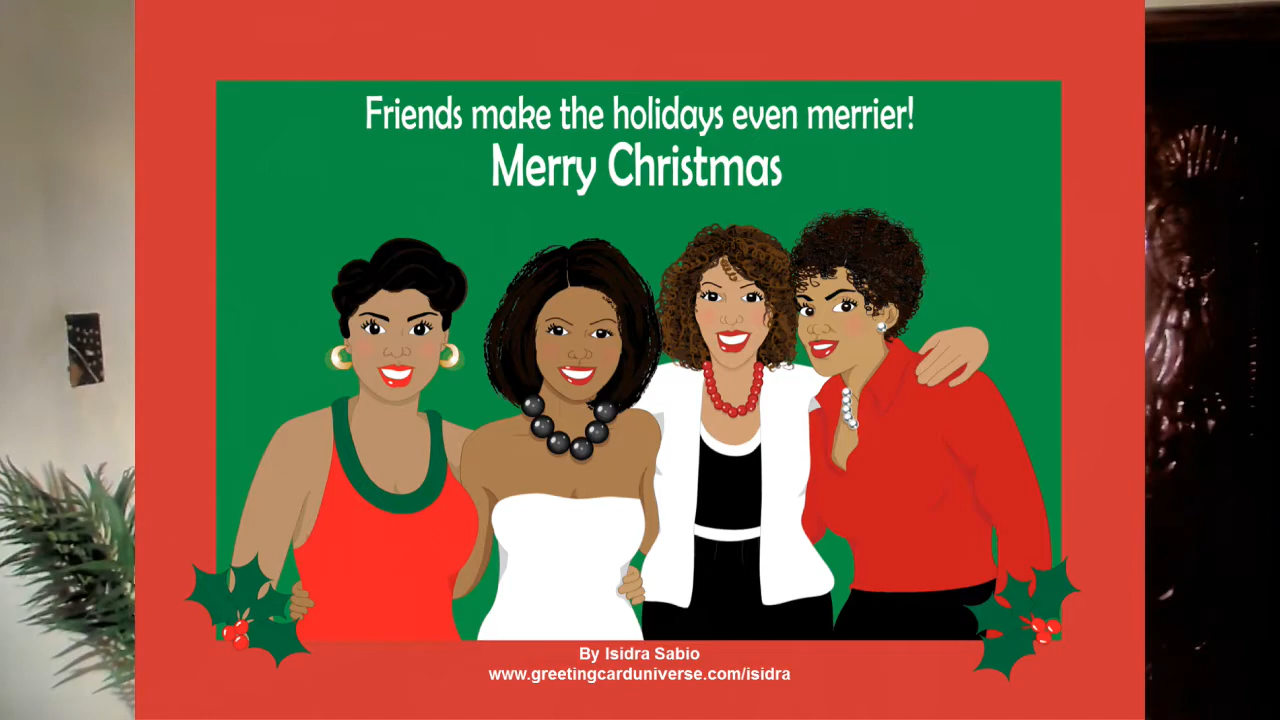 Friends make the holidays even merrier!
Merry Christmas
By Isidra Sabio
www.greetingcarduniverse.com/isidra